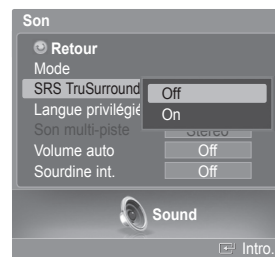 Son
Retour
Mode
SRS TruSurround
Off
Langue privilégié
On
Son multi-piste
Volume auto Off
Sourdine int. Off
Sound
Intro.